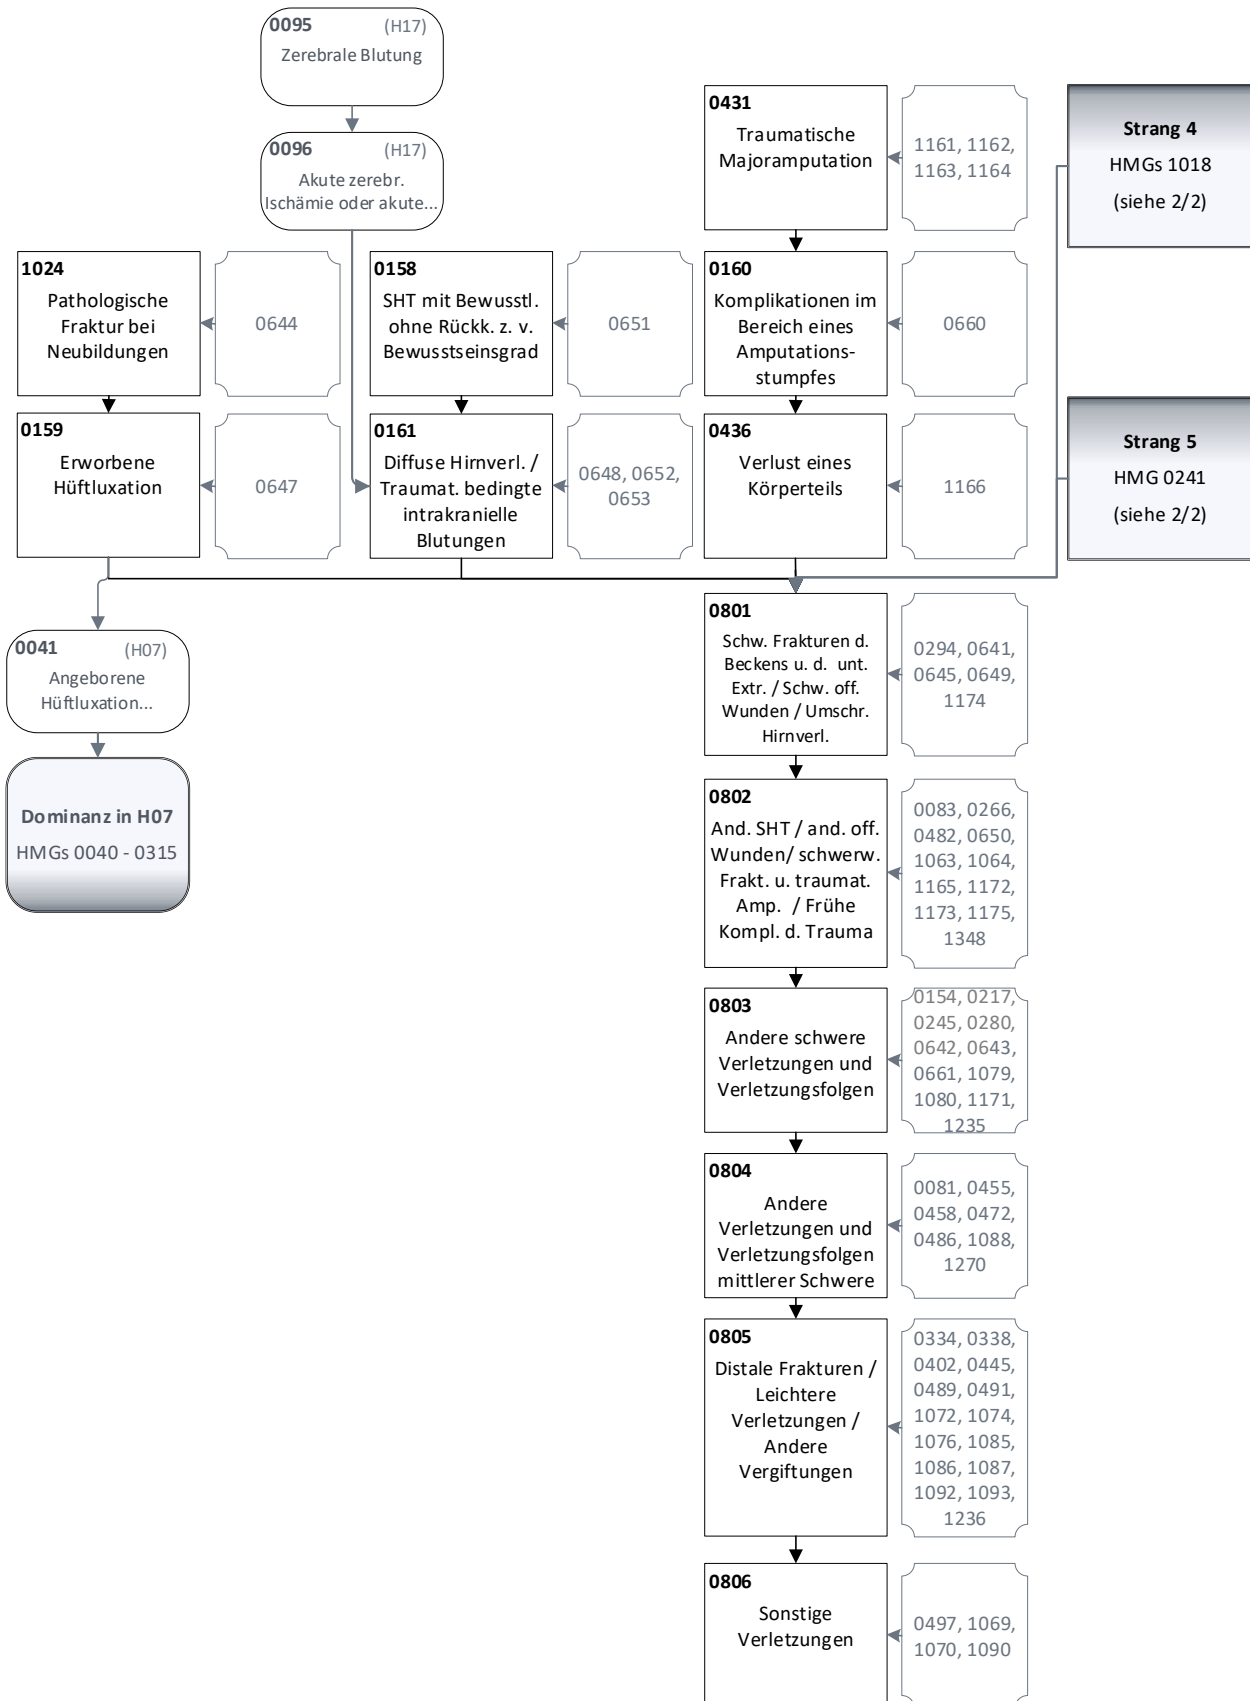 0095 (H17)
Zerebrale Blutung
0096 (H17)
Akute zerebr.
Ischämie oder akute...
0431
Traumatische
Majoramputation
1161, 1162,
1163, 1164
Strang 4
HMGs 1018
(siehe 2/2)
1024
Pathologische
Fraktur bei
Neubildungen
0644
0158
SHT mit Bewusstl.
ohne Rückk. z. v.
Bewusstseinsgrad
0651
0160
Komplikationen im
Bereich eines
Amputations-
stumpfes
0660
0159
Erworbene
Hüftluxation
0647
0161
Diffuse Hirnverl. /
Traumat. bedingte
intrakranielle
Blutungen
0648, 0652,
0653
0436
Verlust eines
Körperteils
1166
Strang 5
HMG 0241
(siehe 2/2)
0041 (H07)
Angeborene
Hüftluxation...
Dominanz in H07
HMGs 0040 - 0315
0801
Schw. Frakturen d.
Beckens u. d. unt.
Extr. / Schw. off.
Wunden / Umschr.
Hirnverl.
0294, 0641,
0645, 0649,
1174
0802
And. SHT / and. off.
Wunden/ schwerw.
Frakt. u. traumat.
Amp. / Frühe
Kompl. d. Trauma
0083, 0266,
0482, 0650,
1063, 1064,
1165, 1172,
1173, 1175,
1348
0803
Andere schwere
Verletzungen und
Verletzungsfolgen
0154, 0217,
0245, 0280,
0642, 0643,
0661, 1079,
1080, 1171,
1235
0804
Andere
Verletzungen und
Verletzungsfolgen
mittlerer Schwere
0081, 0455,
0458, 0472,
0486, 1088,
1270
0805
Distale Frakturen /
Leichtere
Verletzungen /
Andere
Vergiftungen
0334, 0338,
0402, 0445,
0489, 0491,
1072, 1074,
1076, 1085,
1086, 1087,
1092, 1093,
1236
0806
Sonstige
Verletzungen
0497, 1069,
1070, 1090